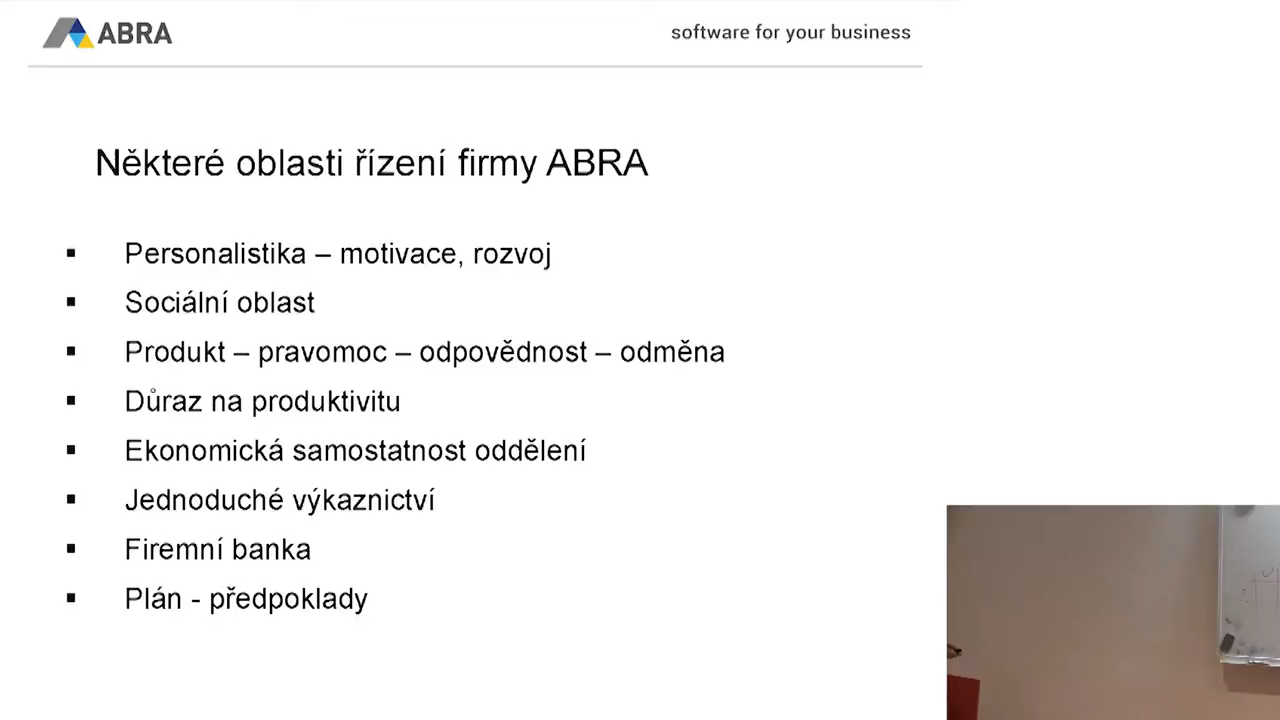 ABRA
software for your business
Některé oblasti řízení firmy ABRA
▪ Personalistika – motivace, rozvoj
▪ Sociální oblast
▪ Produkt – pravomoc – odpovědnost – odměna
▪ Důraz na produktivitu
▪ Ekonomická samostatnost oddělení
▪ Jednoduché výkaznictví
▪ Firemní banka
▪ Plán - předpoklady